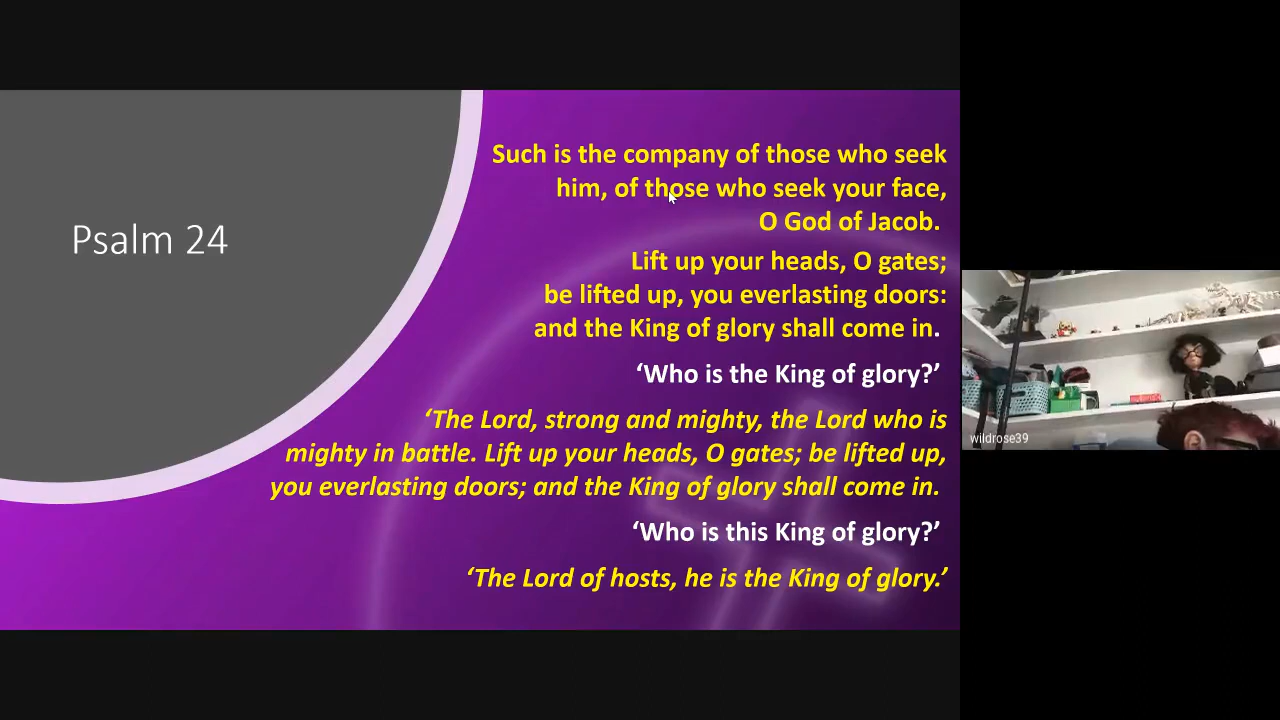 Psalm 24
Such is the company of those who seek
him, of those who seek your face,
O God of Jacob.
Lift up your heads, O gates;
be lifted up, you everlasting doors:
and the King of glory shall come in.
‘Who is the King of glory?’
‘The Lord, strong and mighty, the Lord who is
mighty in battle. Lift up your heads, O gates; be lifted up,
you everlasting doors; and the King of glory shall come in.
‘Who is this King of glory?’
‘The Lord of hosts, he is the King of glory.’
wildrose39